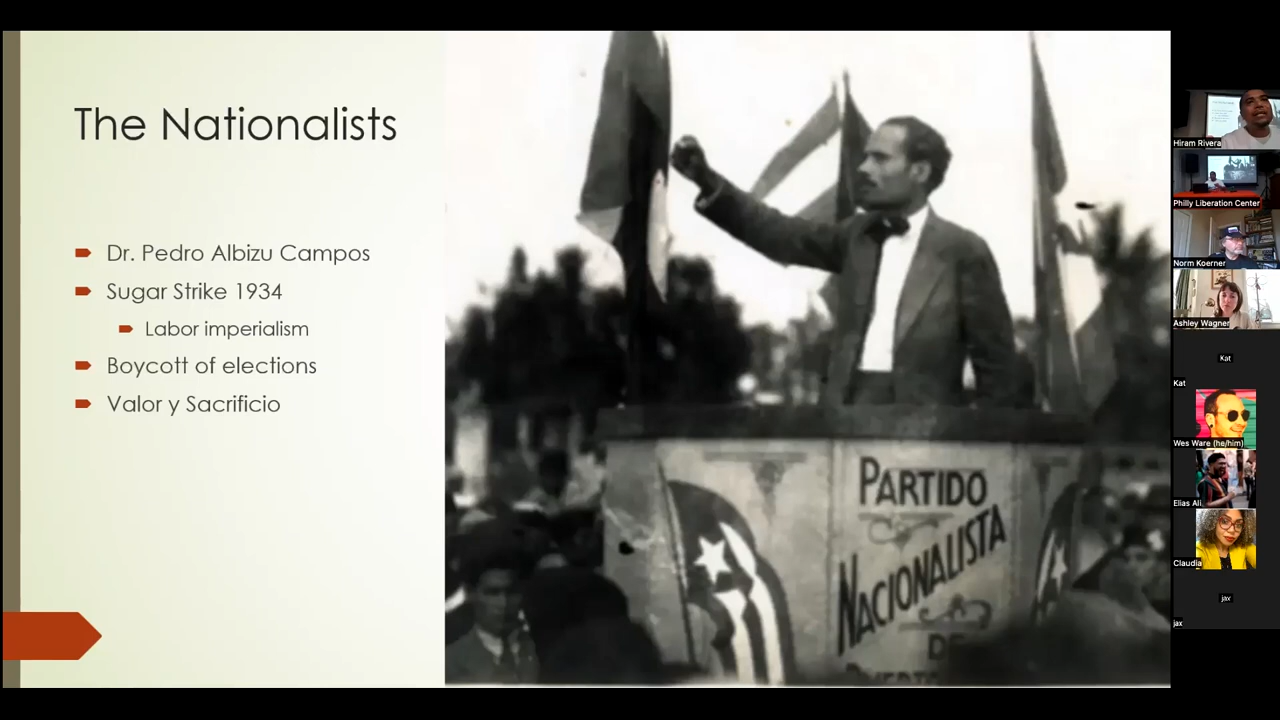 The Nationalists
Dr. Pedro Albizu Campos
Sugar Strike 1934
Labor imperialism
Boycott of elections
Valor y Sacrificio
PARTIDO
NACIONALISTA
DE
Hiram Rivera
Philly Liberation Center
Norm Koerner
Ashley Wagner
Kat
Kat
Wes Ware (he/him)
Elias Ali
Claudia
jax
jax